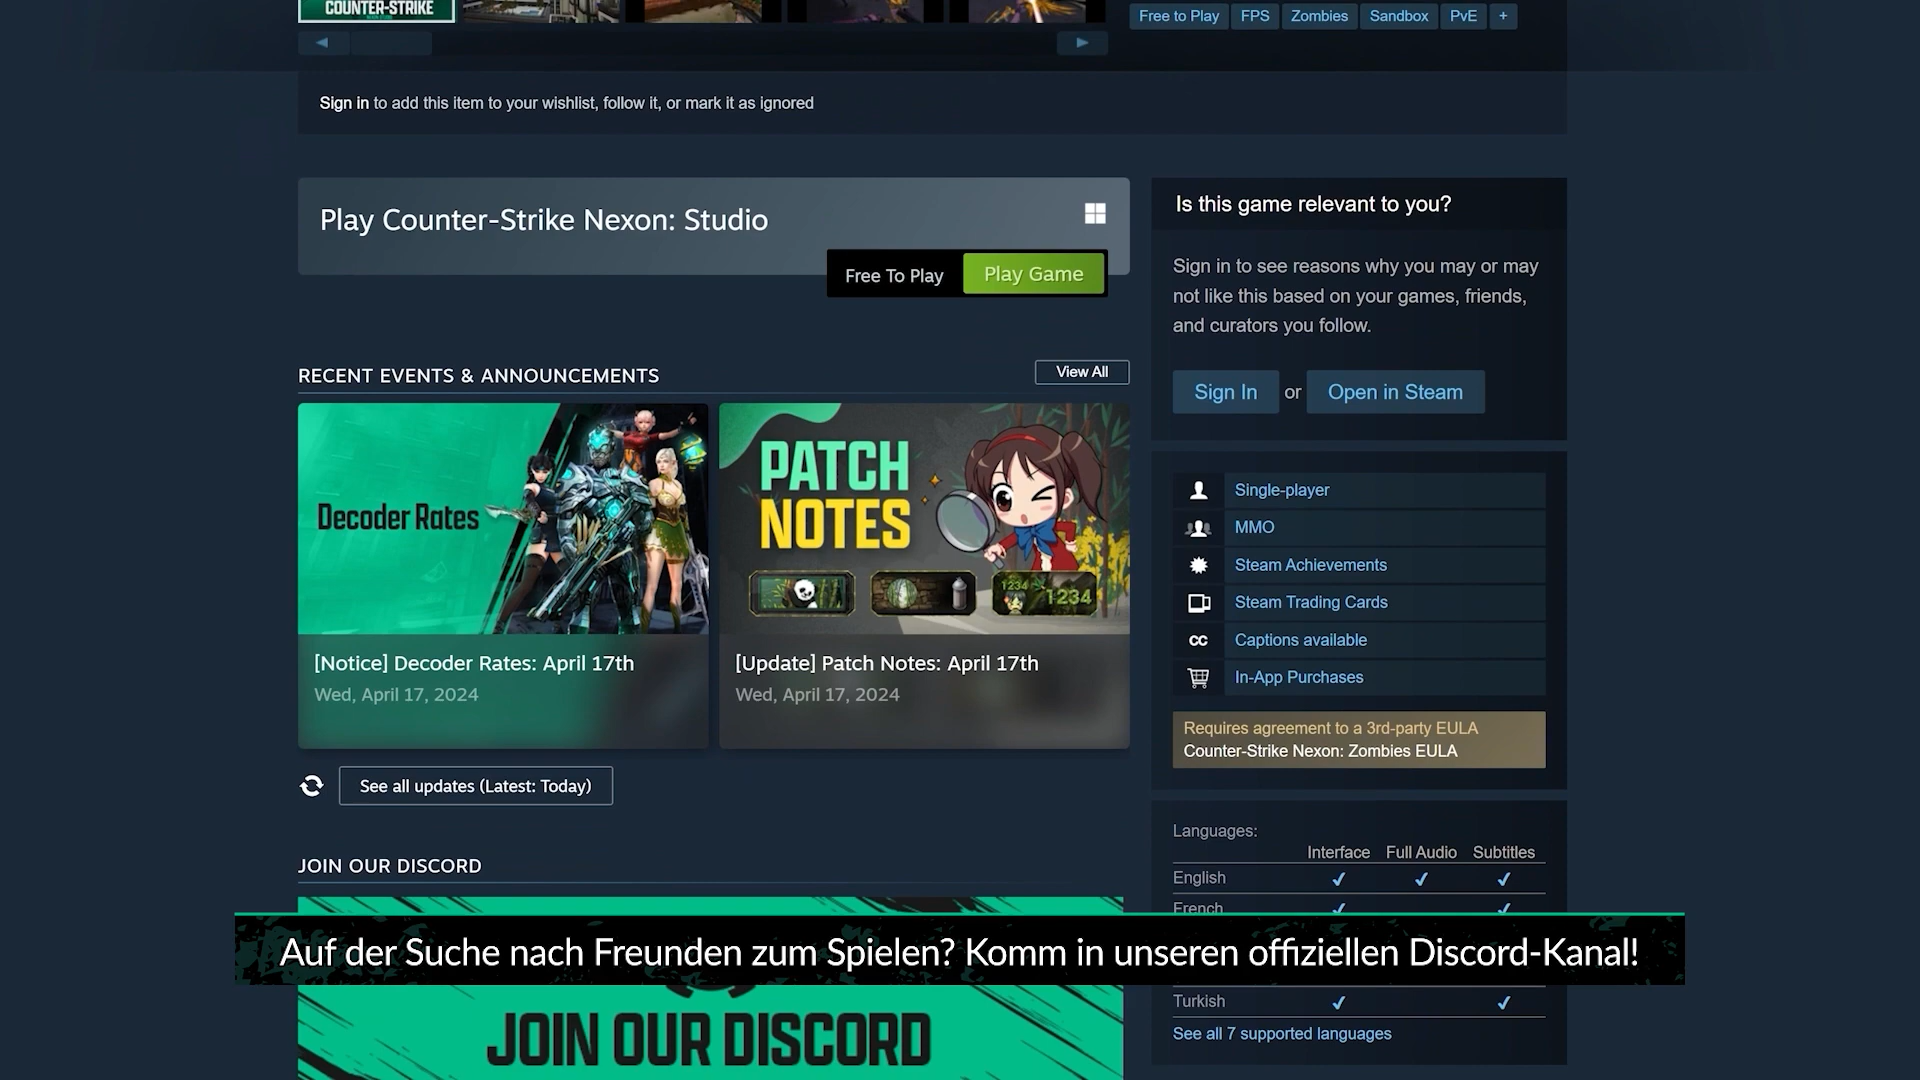 COUNTER-STRIKE
Free to Play FPS Zombies Sandbox PvE +
Sign in to add this item to your wishlist, follow it, or mark it as ignored
Play Counter-Strike Nexon: Studio
Free To Play Play Game
Is this game relevant to you?
Sign in to see reasons why you may or may
not like this based on your games, friends,
and curators you follow.
Sign In or Open in Steam
RECENT EVENTS & ANNOUNCEMENTS
View All
Decoder Rates
[Notice] Decoder Rates: April 17th
Wed, April 17, 2024
PATCH
NOTES
1234
1234
[Update] Patch Notes: April 17th
Wed, April 17, 2024
See all updates (Latest: Today)
Single-player
MMO
Steam Achievements
Steam Trading Cards
CC Captions available
In-App Purchases
Requires agreement to a 3rd-party EULA
Counter-Strike Nexon: Zombies EULA
Languages:
Interface Full Audio Subtitles
English ✓ ✓ ✓
French ✓ ✓
Turkish ✓ ✓
See all 7 supported languages
JOIN OUR DISCORD
Auf der Suche nach Freunden zum Spielen? Komm in unseren offiziellen Discord-Kanal!
JOIN OUR DISCORD